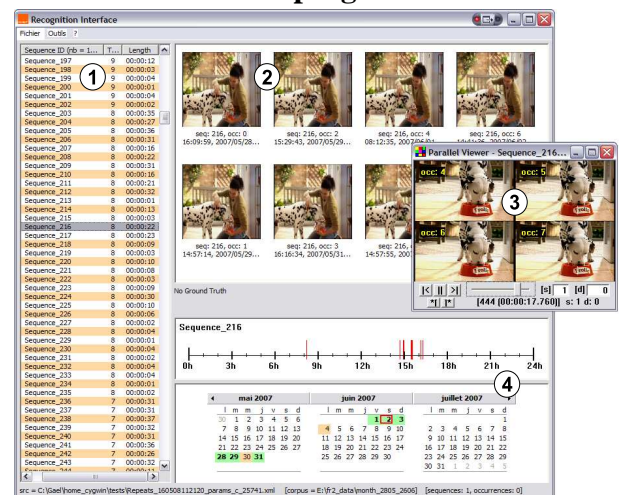 Recognition Interface
Fichier Outils ?
Sequence ID (nb = 1... T... Length
Sequence_197 9 00:00:12
Sequence_198 9 00:00:03
Sequence_199 9 00:00:04
Sequence_200 9 00:00:01
Sequence_201 9 00:00:04
Sequence_202 9 00:00:02
Sequence_203 8 00:00:35
Sequence_204 8 00:00:27
Sequence_205 8 00:00:36
Sequence_206 8 00:00:31
Sequence_207 8 00:00:16
Sequence_208 8 00:00:22
Sequence_209 8 00:00:31
Sequence_210 8 00:00:16
Sequence_211 8 00:00:21
Sequence_212 8 00:00:32
Sequence_213 8 00:00:01
Sequence_214 8 00:00:13
Sequence_215 8 00:00:03
Sequence_216 8 00:00:22
Sequence_217 8 00:00:23
Sequence_218 8 00:00:09
Sequence_219 8 00:00:03
Sequence_220 8 00:00:10
Sequence_221 8 00:00:08
Sequence_222 8 00:00:03
Sequence_223 8 00:00:09
Sequence_224 8 00:00:30
Sequence_225 8 00:00:10
Sequence_226 8 00:00:06
Sequence_227 8 00:00:02
Sequence_228 8 00:00:04
Sequence_229 8 00:00:04
Sequence_230 8 00:00:04
Sequence_231 8 00:00:02
Sequence_232 8 00:00:04
Sequence_233 8 00:00:04
Sequence_234 8 00:00:01
Sequence_235 8 00:00:02
Sequence_236 7 00:00:31
Sequence_237 7 00:00:31
Sequence_238 7 00:00:37
Sequence_239 7 00:00:32
Sequence_240 7 00:00:31
Sequence_241 7 00:00:36
Sequence_242 7 00:00:26
Sequence_243 7 00:00:32
1
2
seq: 216, occ: 0
16:09:59, 2007/05/28...
seq: 216, occ: 2
15:29:43, 2007/05/29...
seq: 216, occ: 4
08:12:35, 2007/06/01
seq: 216, occ: 6
seq: 216, occ: 1
14:57:14, 2007/05/29...
seq: 216, occ: 3
16:16:34, 2007/05/31...
seq: 216,
14:57:55, 2007
No Ground Truth
Parallel Viewer - Sequence_216...
occ: 4 occ: 5
3
occ: 6 occ: 7
|< || >| [s] 1 [d] 0
*[ ]* [444 (00:00:17.760)] s: 1 d: 0
Sequence_216
0h 3h 6h 9h 12h 15h 18h 21h 24h
4
mai 2007
l m m j v s d
30 1 2 3 4 5 6
7 8 9 10 11 12 13
14 15 16 17 18 19 20
21 22 23 24 25 26 27
28 29 30 31
juin 2007
l m m j v s d
1 2 3
4 5 6 7 8 9 10
11 12 13 14 15 16 17
18 19 20 21 22 23 24
25 26 27 28 29 30
juillet 2007
l m m j v s d
1
2 3 4 5 6 7 8
9 10 11 12 13 14 15
16 17 18 19 20 21 22
23 24 25 26 27 28 29
30 31 1 2 3 4 5
src = C:\Gael\home_cygwin\tests\Repeats_160508112120_params_c_25741.xml [corpus = E:\fr2_data\month_2805_2606] [sequences: 1, occurrences: 0]